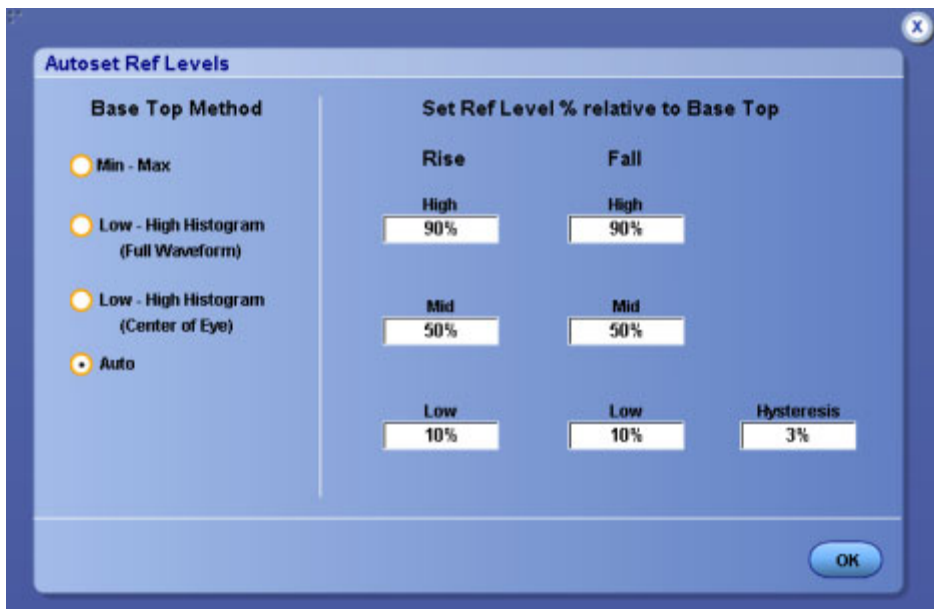 X
Autoset Ref Levels
Base Top Method
Min - Max
Low - High Histogram
(Full Waveform)
Low - High Histogram
(Center of Eye)
Auto
Set Ref Level % relative to Base Top
Rise
Fall
High
High
90%
90%
Mid
Mid
50%
50%
Low
Low
Hysteresis
10%
10%
3%
OK